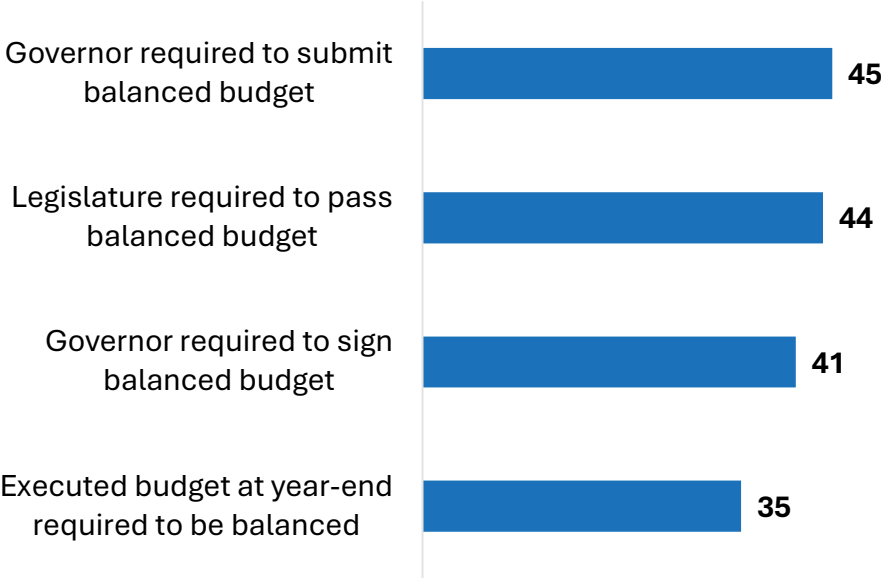 Governor required to submit
balanced budget
45
Legislature required to pass
balanced budget
44
Governor required to sign
balanced budget
41
Executed budget at year-end
required to be balanced
35